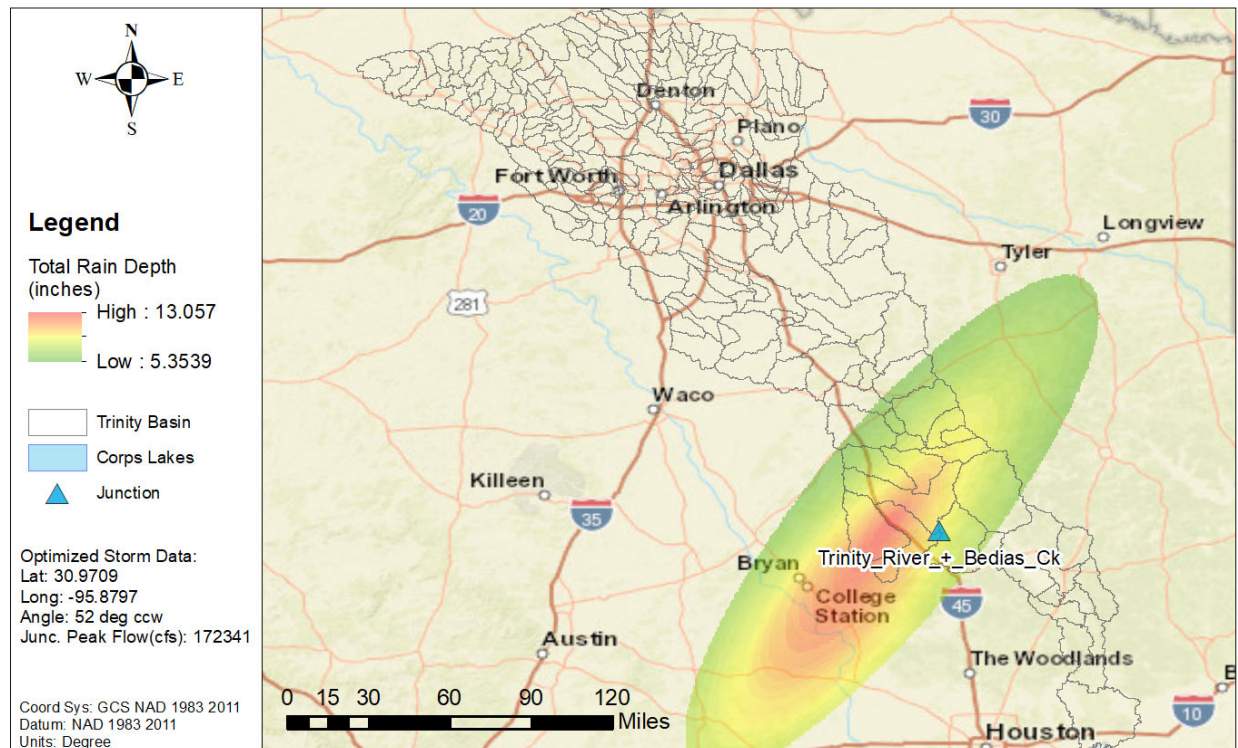 N
W E
S
Legend
Total Rain Depth
(inches)
High : 13.057
Low : 5.3539
Trinity Basin
Corps Lakes
Junction
Optimized Storm Data:
Lat: 30.9709
Long: -95.8797
Angle: 52 deg ccw
Junc. Peak Flow(cfs): 172341
Coord Sys: GCS NAD 1983 2011
Datum: NAD 1983 2011
Units: Degree
Denton
30
Plano
Fort Worth
Dallas
20
Arlington
Longview
Tyler
281
Waco
Killeen
35
Trinity_River_+_Bedias_Ck
Bryan
College
Station
45
Austin
The Woodlands
B
10
Houston
0 15 30 60 90 120
Miles